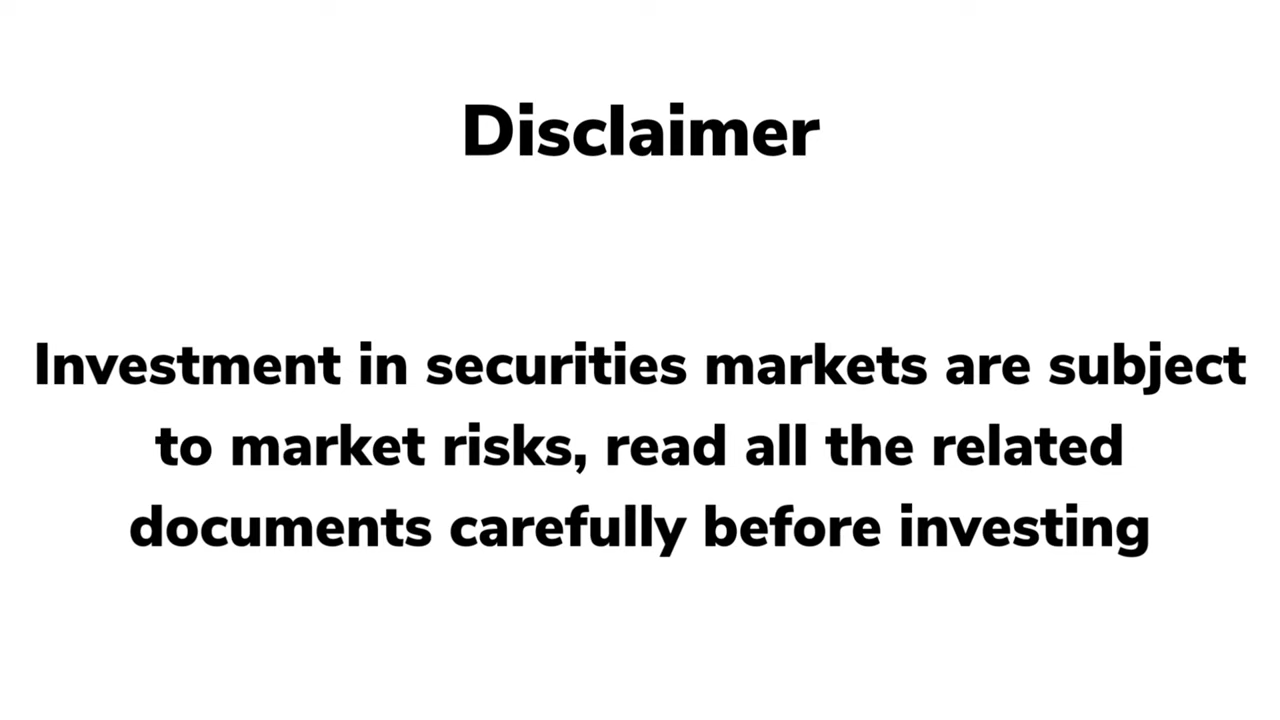 Disclaimer
Investment in securities markets are subject
to market risks, read all the related
documents carefully before investing